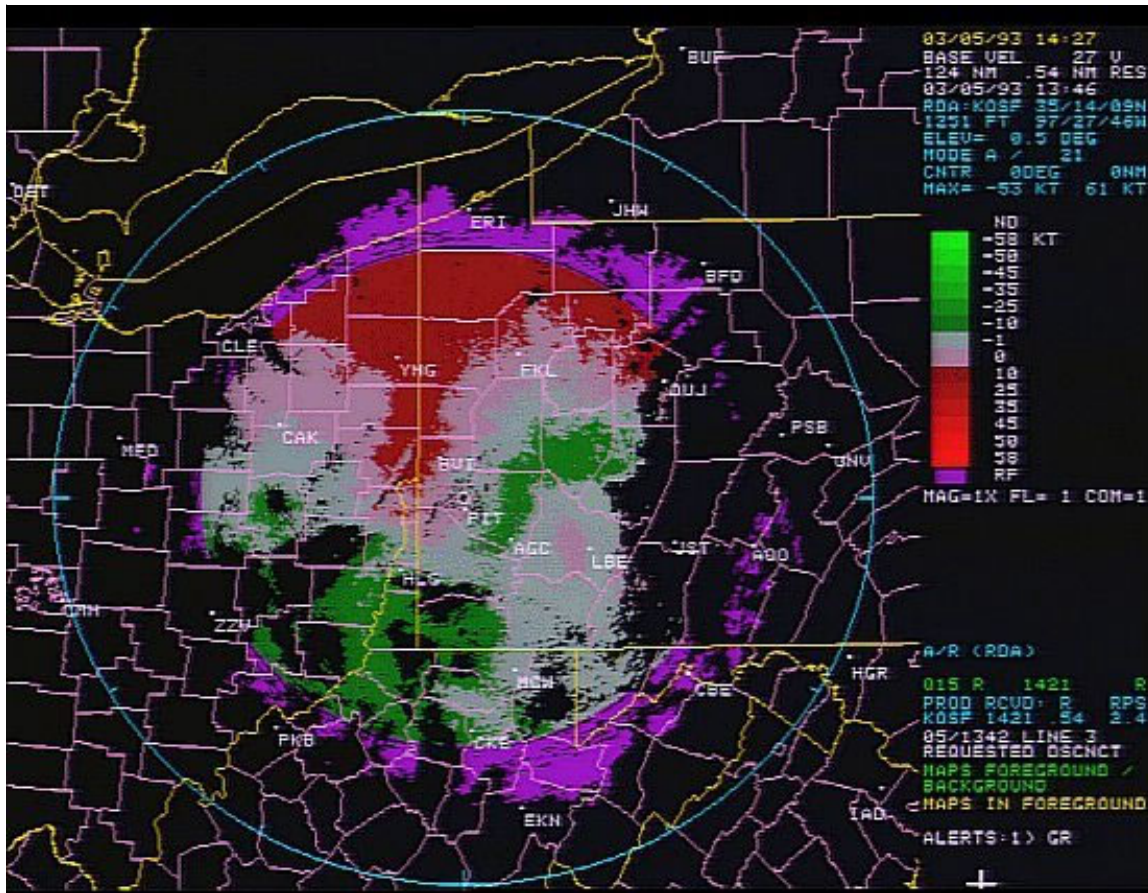 03/05/93 14:27
BASE VEL 27 V
124 NM .54 NM RES
03/05/93 13:46
RDA:KOSF 35/14/09N
1251 FT 97/27/46W
ELEV= 0.5 DEG
MODE A / 21
CNTR 0DEG 0NM
MAX= -53 KT 61 KT
ND
-58 KT
-50
-45
-35
-25
-10
-1
0
10
25
35
45
50
58
RF
MAG=1X FL= 1 COM=1
BUF
DET
ERI
JHW
BFD
CLE
YNG
FKL
DUJ
CAK
PSB
MFD
BVI
UNV
PIT
AGC
LBE
JST
AOO
HLG
CMH
ZZV
MGW
CBE
HGR
PKB
CKB
EKN
IAD
A/R (RDA)
015 R 1421 R
PROD RCVD: R RPS
KOSF 1421 .54
05/1342 LINE 3
REQUESTED DSCNCT
MAPS FOREGROUND /
BACKGROUND
MAPS IN FOREGROUND
ALERTS:1) GR